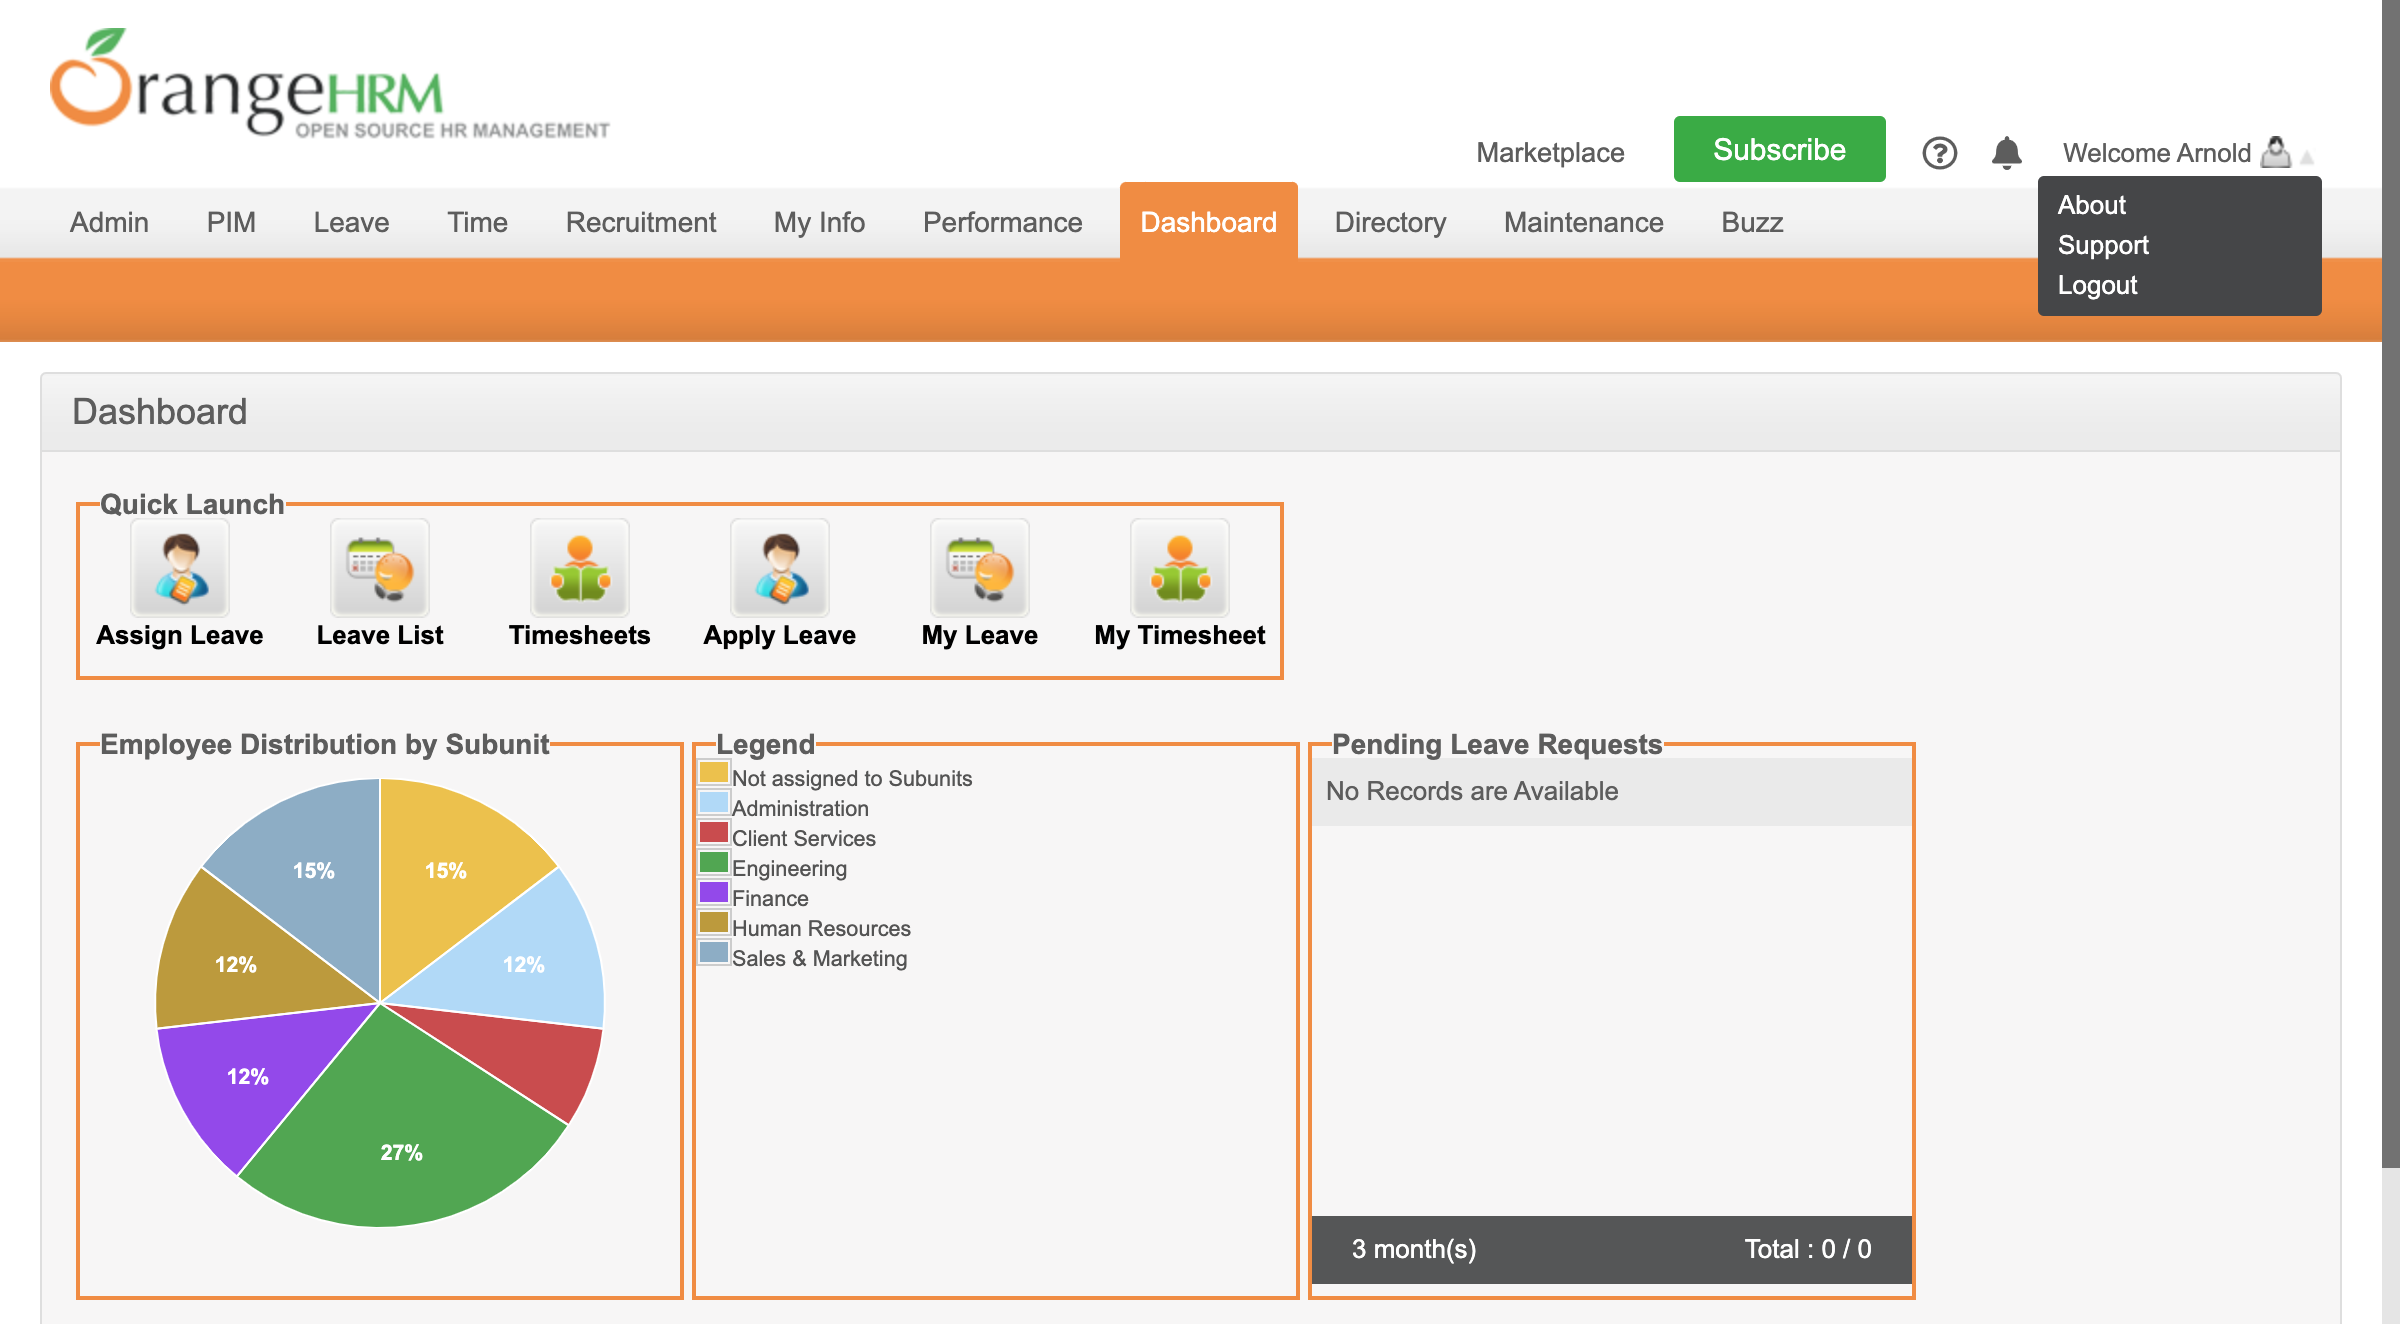 OrangeHRM
OPEN SOURCE HR MANAGEMENT
Marketplace
Subscribe
?
Welcome Arnold
About
Support
Logout
Admin
PIM
Leave
Time
Recruitment
My Info
Performance
Dashboard
Directory
Maintenance
Buzz
Dashboard
Quick Launch
Assign Leave
Leave List
Timesheets
Apply Leave
My Leave
My Timesheet
Employee Distribution by Subunit
15%
15%
12%
12%
12%
27%
Legend
Not assigned to Subunits
Administration
Client Services
Engineering
Finance
Human Resources
Sales & Marketing
Pending Leave Requests
No Records are Available
3 month(s)
Total : 0 / 0